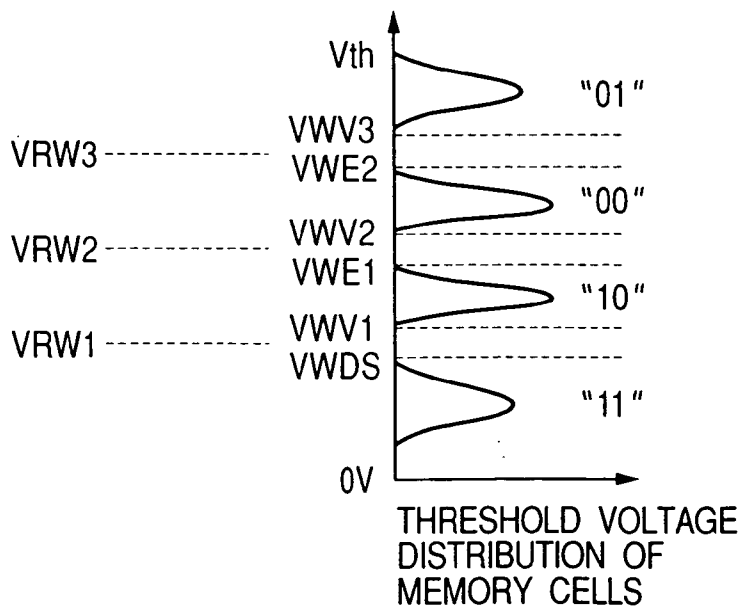 Vth
"01"
VWV3
VRW3
VWE2
"00"
VWV2
VRW2
VWE1
"10"
VWV1
VRW1
VWDS
"11"
0V
THRESHOLD VOLTAGE
DISTRIBUTION OF
MEMORY CELLS